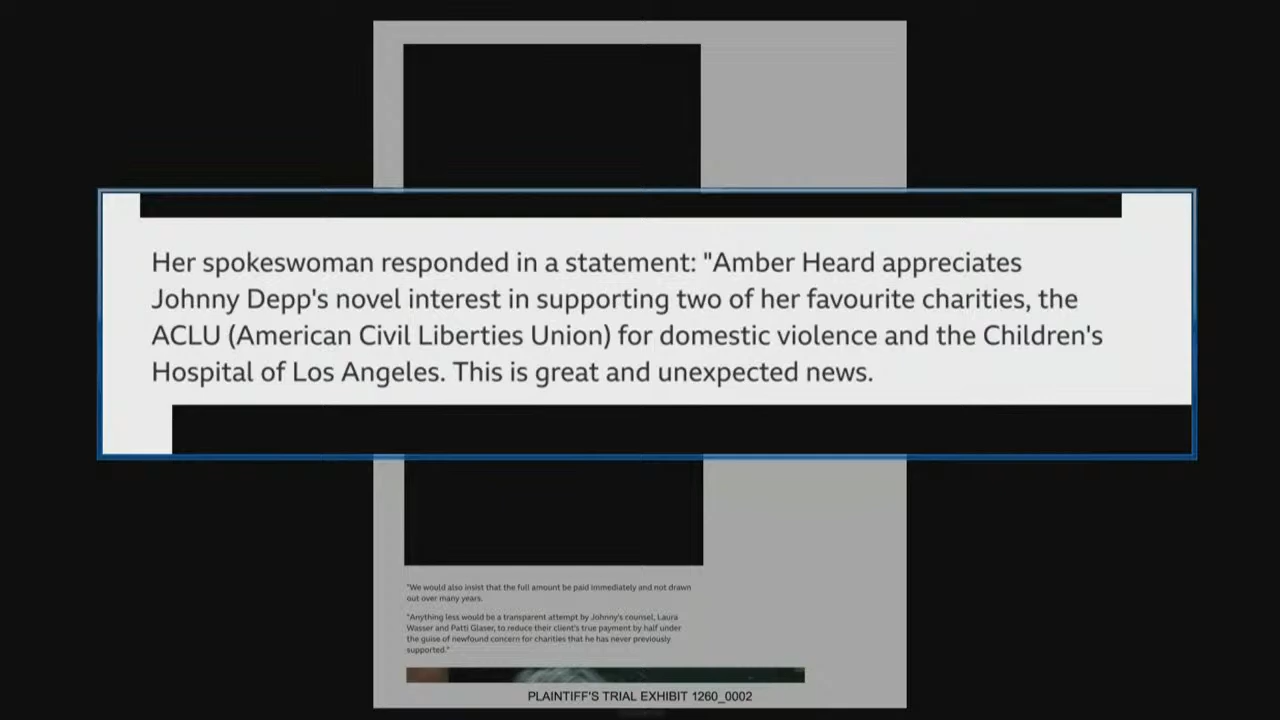 Her spokeswoman responded in a statement: "Amber Heard appreciates
Johnny Depp's novel interest in supporting two of her favourite charities, the
ACLU (American Civil Liberties Union) for domestic violence and the Children's
Hospital of Los Angeles. This is great and unexpected news.
"We would also insist that the full amount be paid immediately and not drawn
out over many years.
"Anything less would be a transparent attempt by Johnny's counsel, Laura
Wasser and Patti Glaser, to reduce their client's true payment by half under
the guise of newfound concern for charities that he has never previously
supported."
PLAINTIFF'S TRIAL EXHIBIT 1260_0002